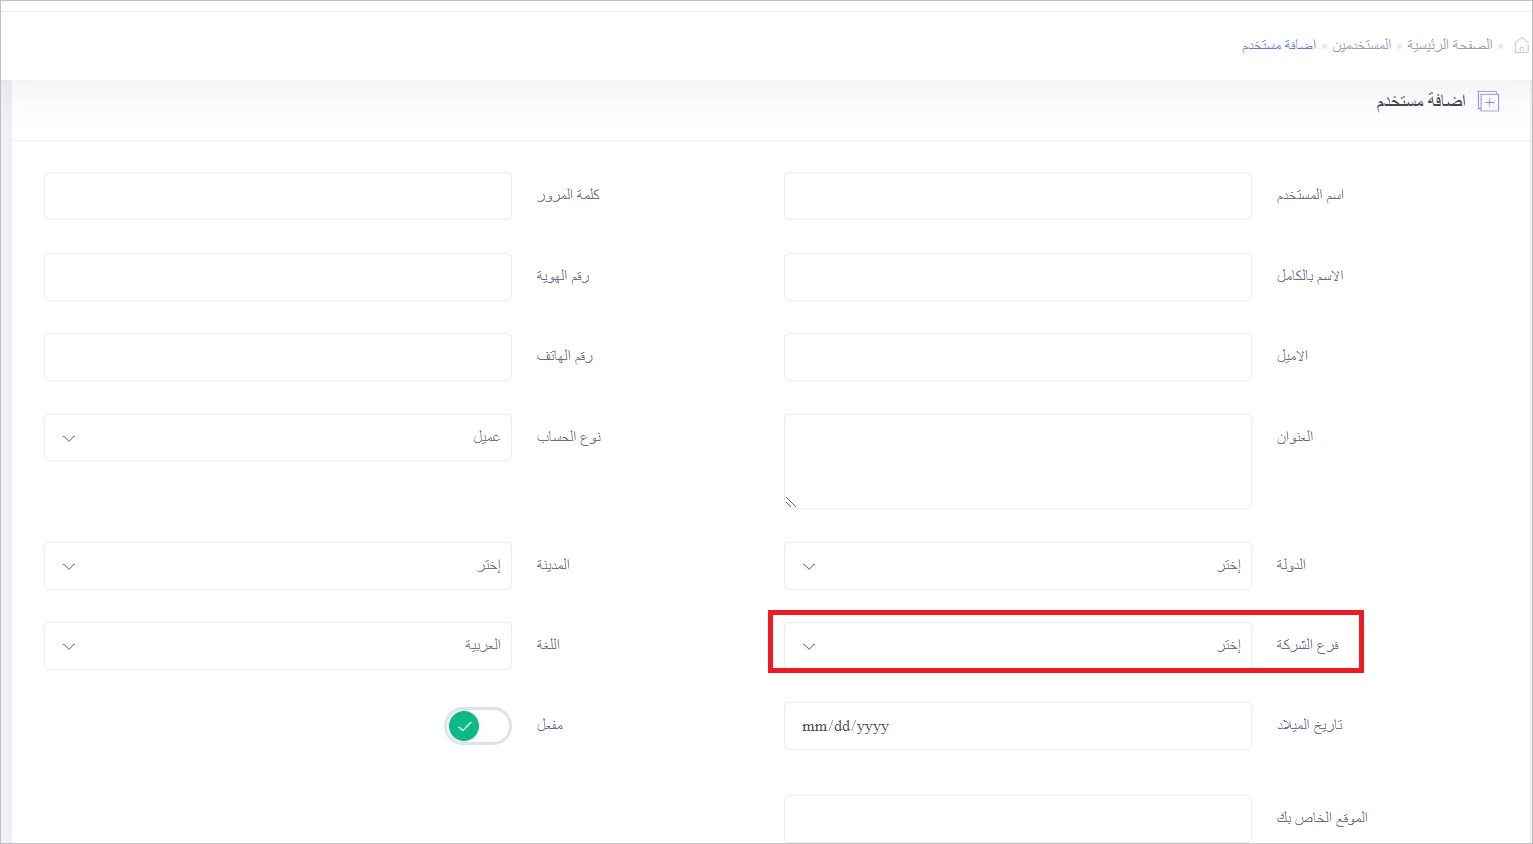 الصفحة الرئيسية • المستخدمين • اضافة مستخدم
اضافة مستخدم
اسم المستخدم
كلمة المرور
الاسم بالكامل
رقم الهوية
الاميل
رقم الهاتف
العنوان
نوع الحساب
عميل
الدولة
إختر
المدينة
إختر
فرع الشركة
إختر
اللغة
العربية
تاريخ الميلاد
mm/dd/yyyy
مفعل
الموقع الخاص بك